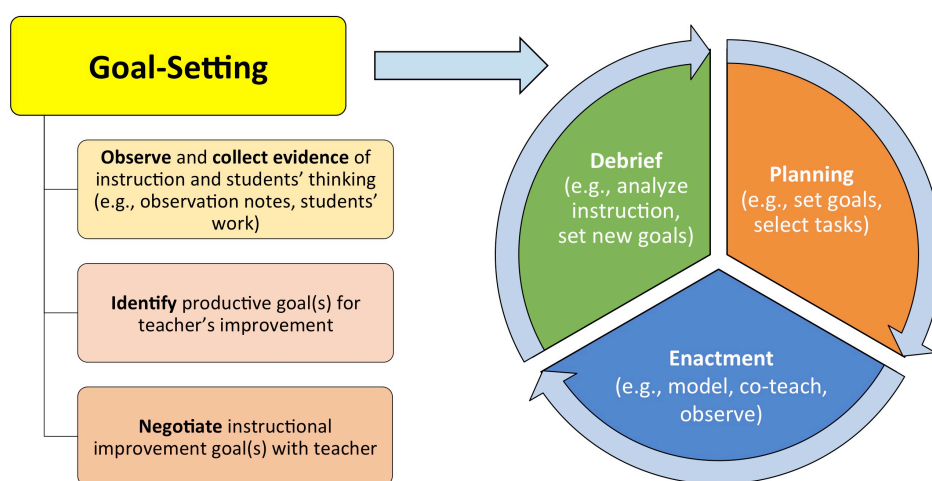 Goal-Setting
Observe and collect evidence of
instruction and students’ thinking
(e.g., observation notes, students’
work)
Identify productive goal(s) for
teacher’s improvement
Negotiate instructional
improvement goal(s) with teacher
Debrief
(e.g., analyze
instruction,
set new goals)
Planning
(e.g., set goals,
select tasks)
Enactment
(e.g., model, co-teach,
observe)